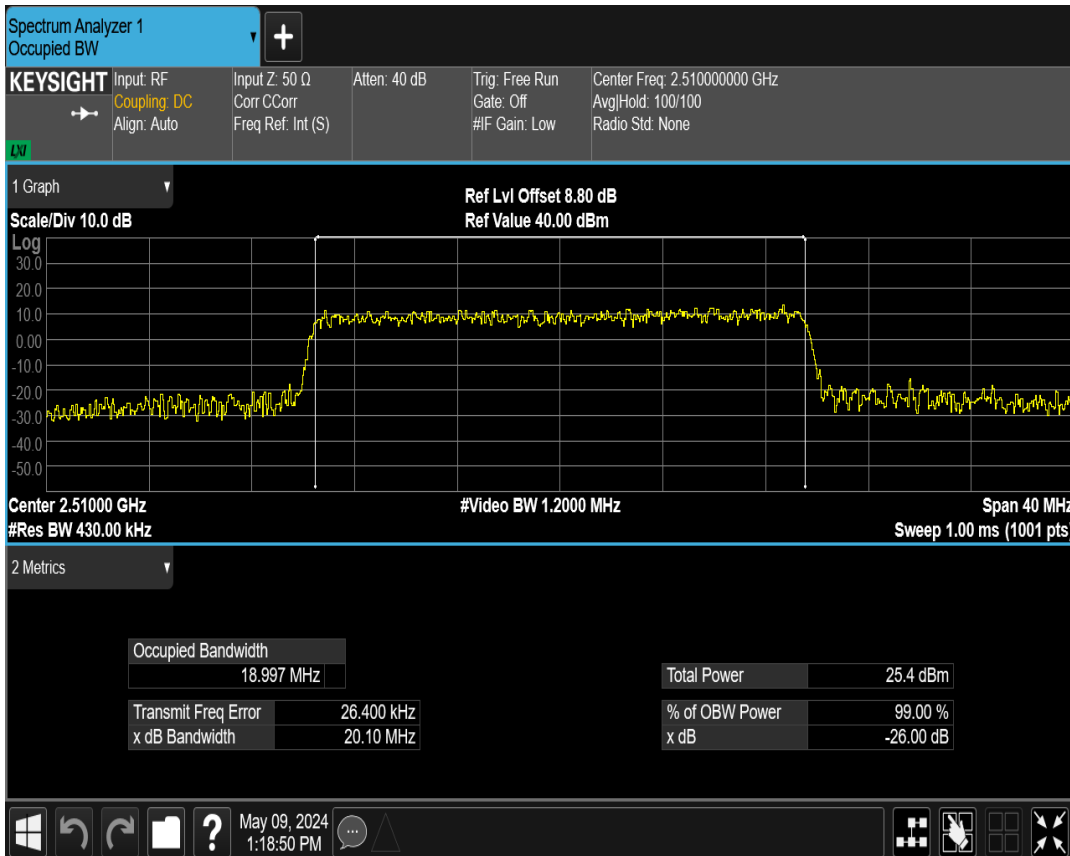 Spectrum Analyzer 1
Occupied BW
+
KEYSIGHT
LXI
Input: RF
Coupling: DC
Align: Auto
Input Z: 50 Ω
Corr CCorr
Freq Ref: Int (S)
Atten: 40 dB
Trig: Free Run
Gate: Off
#IF Gain: Low
Center Freq: 2.510000000 GHz
Avg|Hold: 100/100
Radio Std: None
1 Graph
Scale/Div 10.0 dB
Ref Lvl Offset 8.80 dB
Ref Value 40.00 dBm
Log
30.0
20.0
10.0
0.00
-10.0
-20.0
-30.0
-40.0
-50.0
Center 2.51000 GHz
#Video BW 1.2000 MHz
Span 40 MHz
#Res BW 430.00 kHz
Sweep 1.00 ms (1001 pts)
2 Metrics
Occupied Bandwidth
18.997 MHz
Total Power 25.4 dBm
Transmit Freq Error 26.400 kHz
% of OBW Power 99.00 %
x dB Bandwidth 20.10 MHz
x dB -26.00 dB
?
May 09, 2024
1:18:50 PM